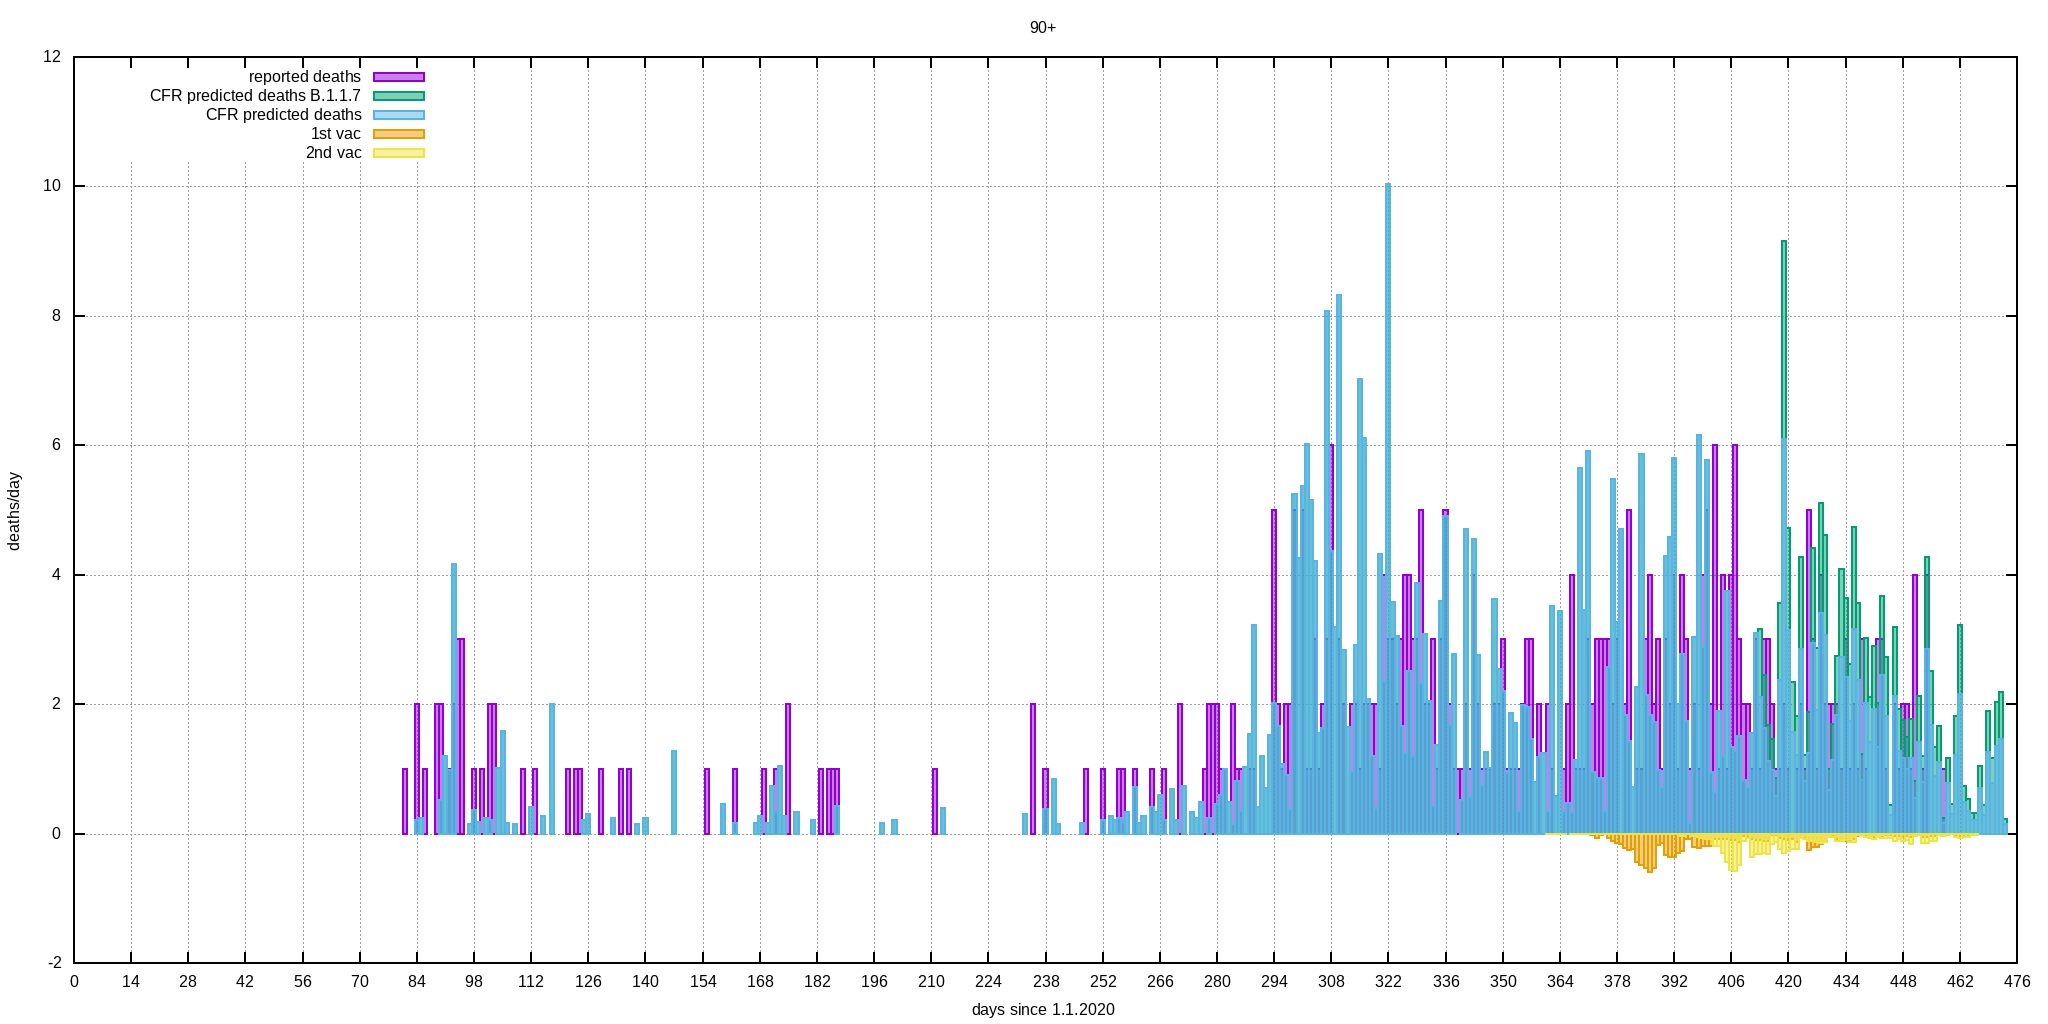 90+
12
10
8
6
4
2
0
-2
deaths/day
reported deaths
CFR predicted deaths B.1.1.7
CFR predicted deaths
1st vac
2nd vac
0 14 28 42 56 70 84 98 112 126 140 154 168 182 196 210 224 238 252 266 280 294 308 322 336 350 364 378 392 406 420 434 448 462 476
days since 1.1.2020